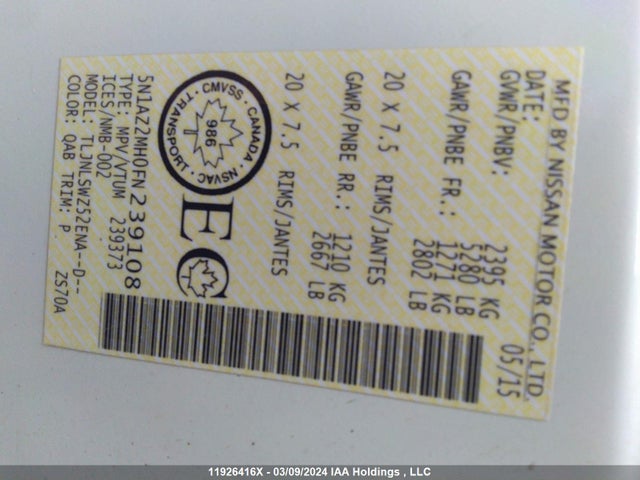 MFD BY NISSAN MOTOR CO., LTD.
DATE: 05/15
GVWR/PNBV: 2395 KG
5280 LB
GAWR/PNBE FR.: 1271 KG
2802 LB
20 X 7.5 RIMS/JANTES
GAWR/PNBE RR.: 1210 KG
2667 LB
20 X 7.5 RIMS/JANTES
CMVSS · CANADA · NSVAC · TRANSPORT ·
986
EC
5N1AZ2MH0FN239108
TYPE: MPV/VTUM 239373
ICES/NMB-002
MODEL: TLJNLSWZ52ENA--D--
COLOR: QAB TRIM: P ZS70A
11926416X - 03/09/2024 IAA Holdings , LLC